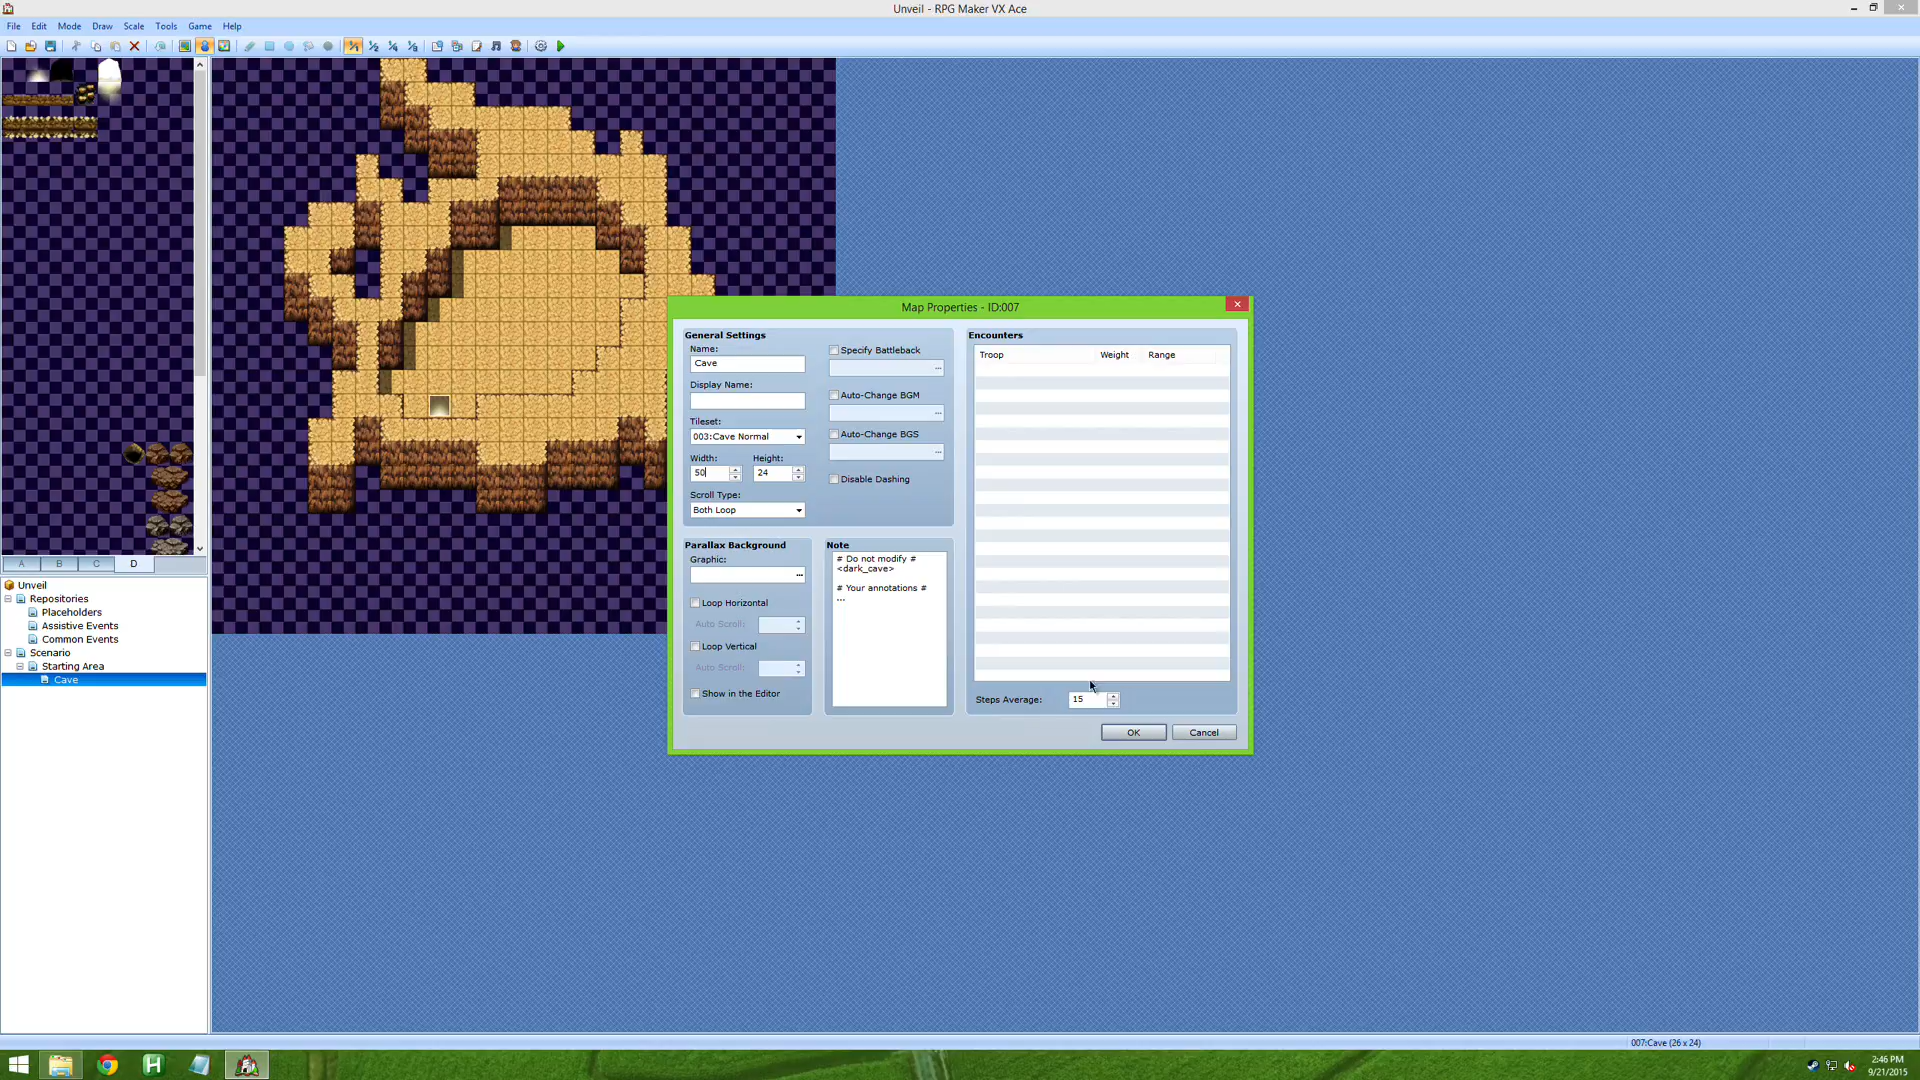 Unveil - RPG Maker VX Ace
File Edit Mode Draw Scale Tools Game Help
A B C D
Unveil
Repositories
Placeholders
Assistive Events
Common Events
Scenario
Starting Area
Cave
Map Properties - ID:007
General Settings
Name:
Cave
Display Name:
Tileset:
003:Cave Normal
Width: Height:
50 24
Scroll Type:
Both Loop
Specify Battleback
...
Auto-Change BGM
...
Auto-Change BGS
...
Disable Dashing
Parallax Background
Graphic:
...
Loop Horizontal
Auto Scroll:
Loop Vertical
Auto Scroll:
Show in the Editor
Note
# Do not modify #
<dark_cave>
# Your annotations #
...
Encounters
Troop Weight Range
Steps Average: 15
OK Cancel
007:Cave (26 x 24)
2:46 PM
9/21/2015